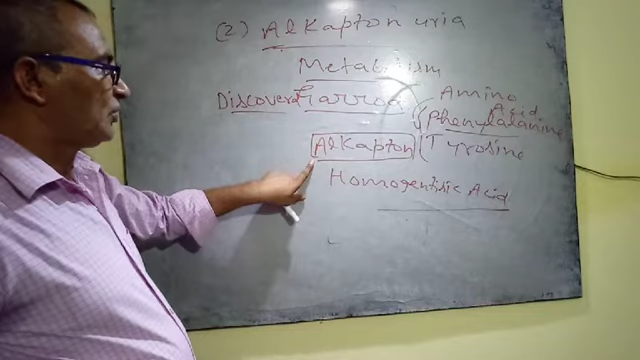 (2) Alkapton uria
Metabolism
Discovered Garrod
Amino Acid
Phenylalanine
Alkapton
Tyrosine
Homogentisic Acid